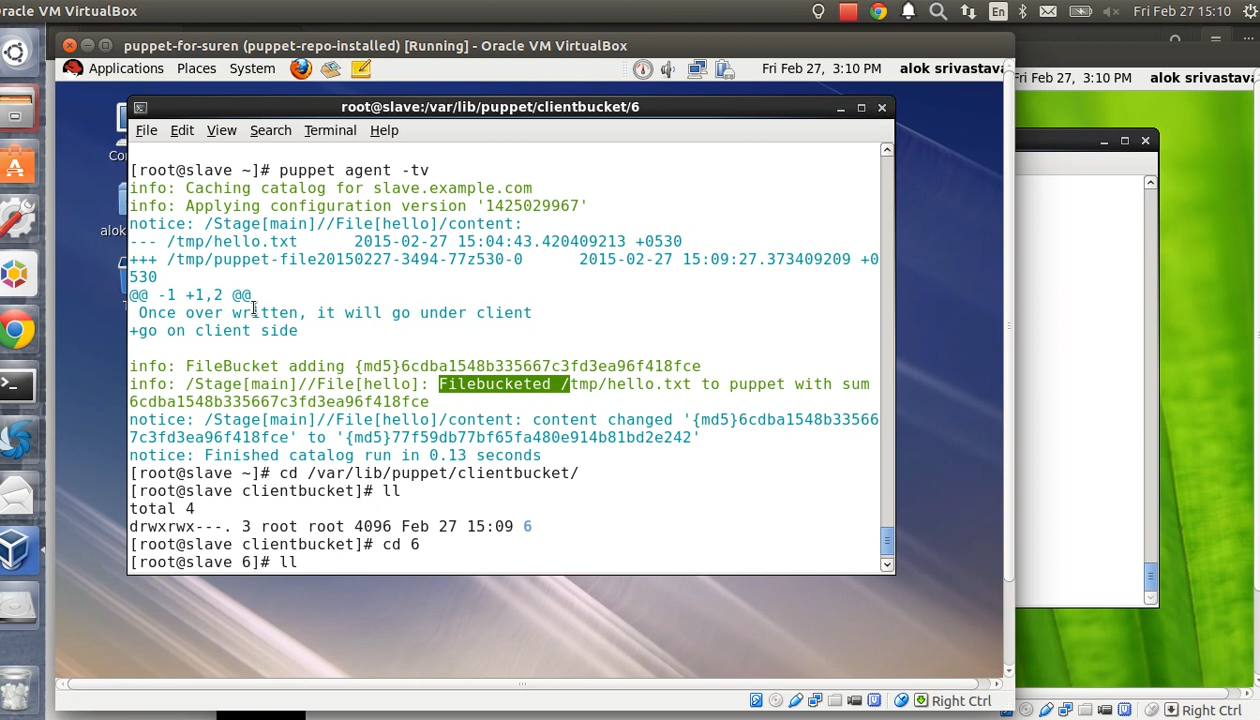 Oracle VM VirtualBox
En
Fri Feb 27 15:10
puppet-for-suren (puppet-repo-installed) [Running] - Oracle VM VirtualBox
Applications Places System
Fri Feb 27, 3:10 PM alok srivastava
Fri Feb 27, 3:10 PM alok srivastava
root@slave:/var/lib/puppet/clientbucket/6
File Edit View Search Terminal Help
[root@slave ~]# puppet agent -tv
info: Caching catalog for slave.example.com
info: Applying configuration version '1425029967'
notice: /Stage[main]//File[hello]/content:
--- /tmp/hello.txt 2015-02-27 15:04:43.420409213 +0530
+++ /tmp/puppet-file20150227-3494-77z530-0 2015-02-27 15:09:27.373409209 +0
530
@@ -1 +1,2 @@
Once over written, it will go under client
+go on client side
info: FileBucket adding {md5}6cdba1548b335667c3fd3ea96f418fce
info: /Stage[main]//File[hello]: Filebucketed /tmp/hello.txt to puppet with sum
6cdba1548b335667c3fd3ea96f418fce
notice: /Stage[main]//File[hello]/content: content changed '{md5}6cdba1548b33566
7c3fd3ea96f418fce' to '{md5}77f59db77bf65fa480e914b81bd2e242'
notice: Finished catalog run in 0.13 seconds
[root@slave ~]# cd /var/lib/puppet/clientbucket/
[root@slave clientbucket]# ll
total 4
drwxrwx---. 3 root root 4096 Feb 27 15:09 6
[root@slave clientbucket]# cd 6
[root@slave 6]# ll
Right Ctrl
Right Ctrl